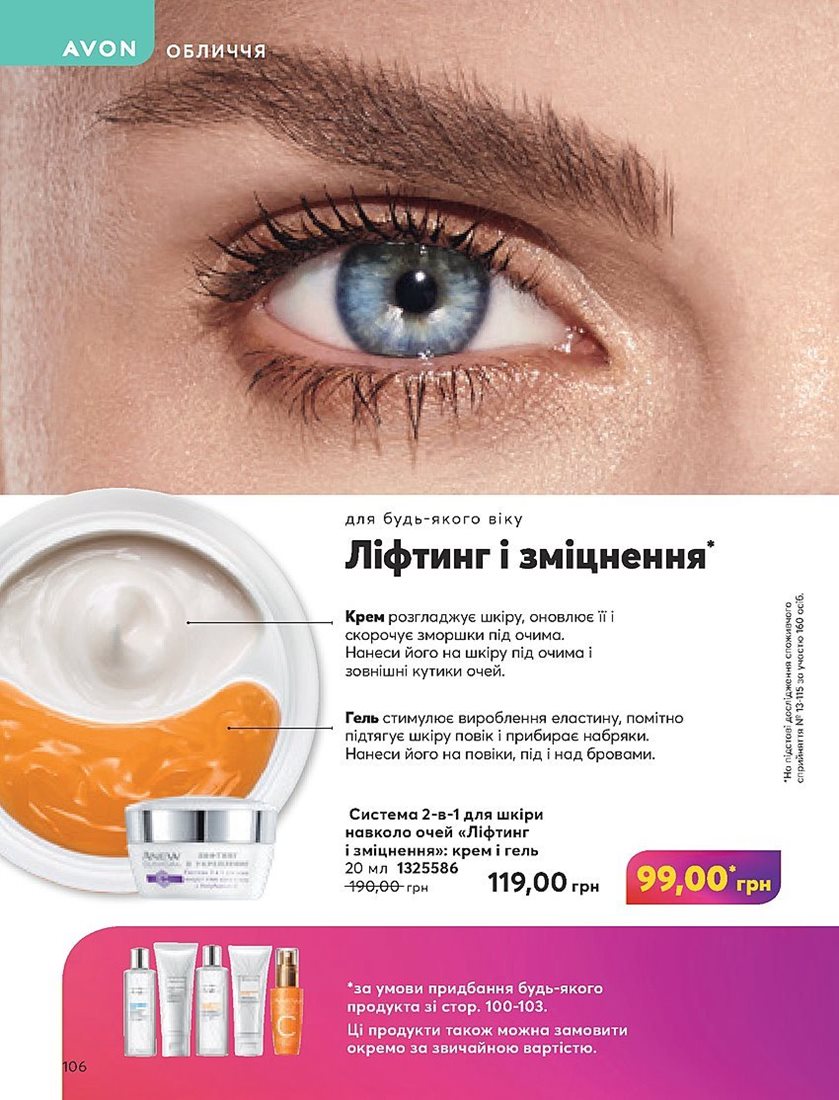 AVON ОБЛИЧЧЯ
для будь-якого віку
Ліфтинг і зміцнення*
Крем розгладжує шкіру, оновлює її і
скорочує зморшки під очима.
Нанеси його на шкіру під очима і
зовнішні кутики очей.
Гель стимулює вироблення еластину, помітно
підтягує шкіру повік і прибирає набряки.
Нанеси його на повіки, під і над бровами.
*На підстові дослідження споживчого
сприйняття № 13-115 за участю 160 осіб.
ANEW
ЛИФТИНГ
И УКРЕПЛЕНИЕ
Система 2-в-1 для шкіри
навколо очей «Ліфтинг
і зміцнення»: крем і гель
20 мл 1325586
190,00 грн
119,00 грн
99,00* грн
C
*за умови придбання будь-якого
продукта зі стор. 100-103.
Ці продукти також можна замовити
окремо за звичайною вартістю.
106